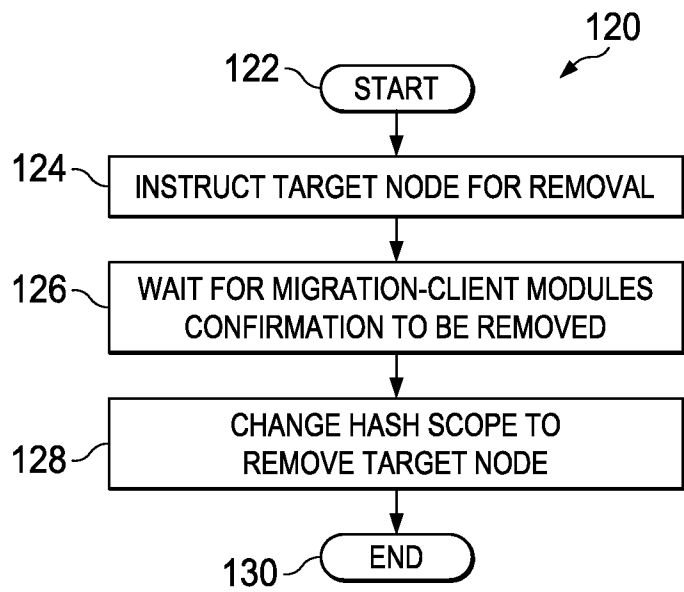 120
122
START
124
INSTRUCT TARGET NODE FOR REMOVAL
126
WAIT FOR MIGRATION-CLIENT MODULES
CONFIRMATION TO BE REMOVED
128
CHANGE HASH SCOPE TO
REMOVE TARGET NODE
END
130